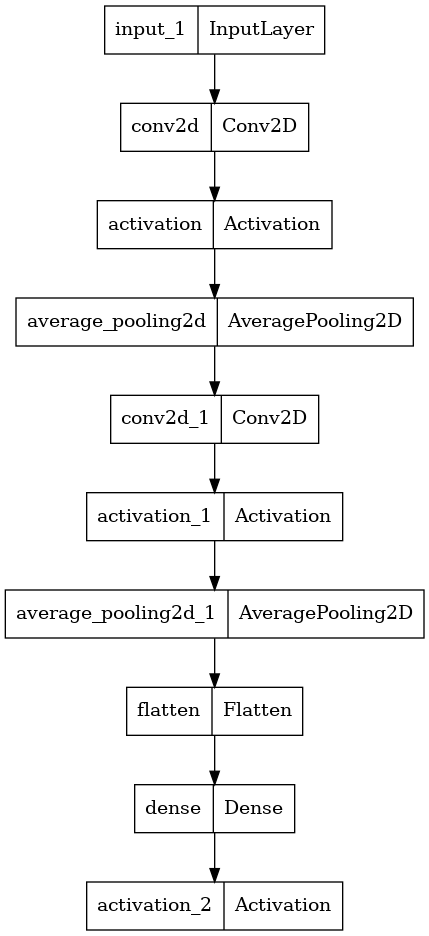 input_1 InputLayer
conv2d Conv2D
activation Activation
average_pooling2d AveragePooling2D
conv2d_1 Conv2D
activation_1 Activation
average_pooling2d_1 AveragePooling2D
flatten Flatten
dense Dense
activation_2 Activation